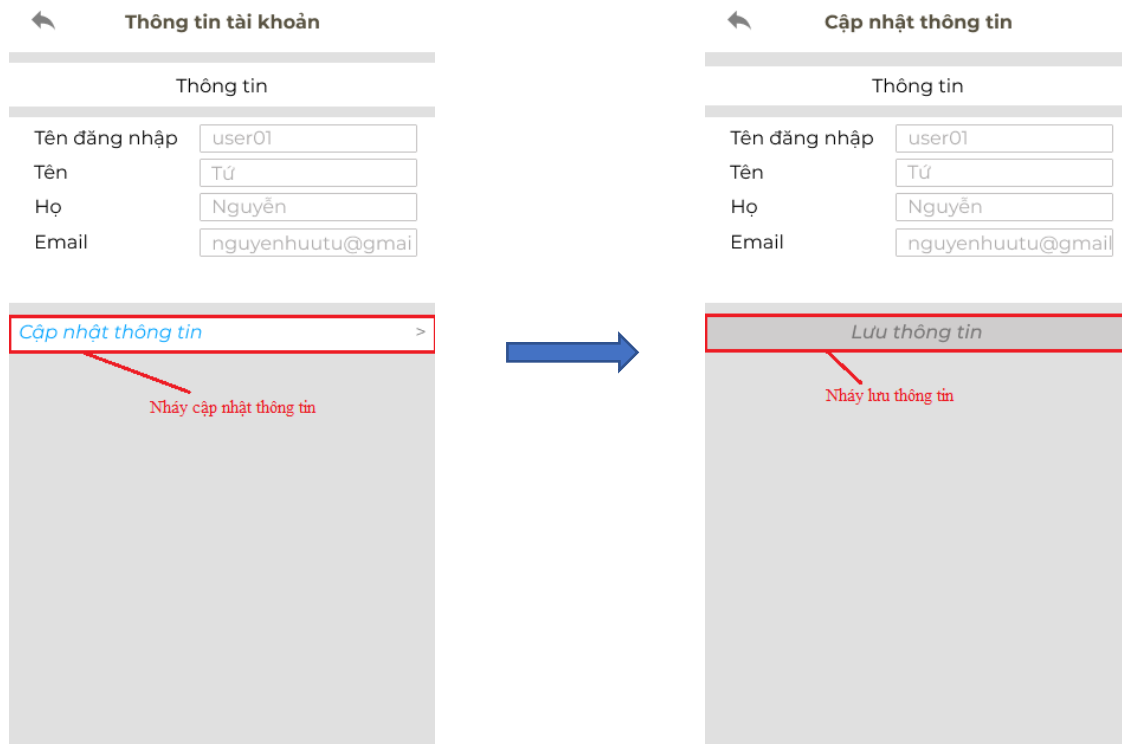 Thông tin tài khoản
Thông tin
Tên đăng nhập user01
Tên Tứ
Họ Nguyễn
Email nguyenhuutu@gmai
Cập nhật thông tin >
Nháy cập nhật thông tin
Cập nhật thông tin
Thông tin
Tên đăng nhập user01
Tên Tứ
Họ Nguyễn
Email nguyenhuutu@gmail
Lưu thông tin
Nháy lưu thông tin